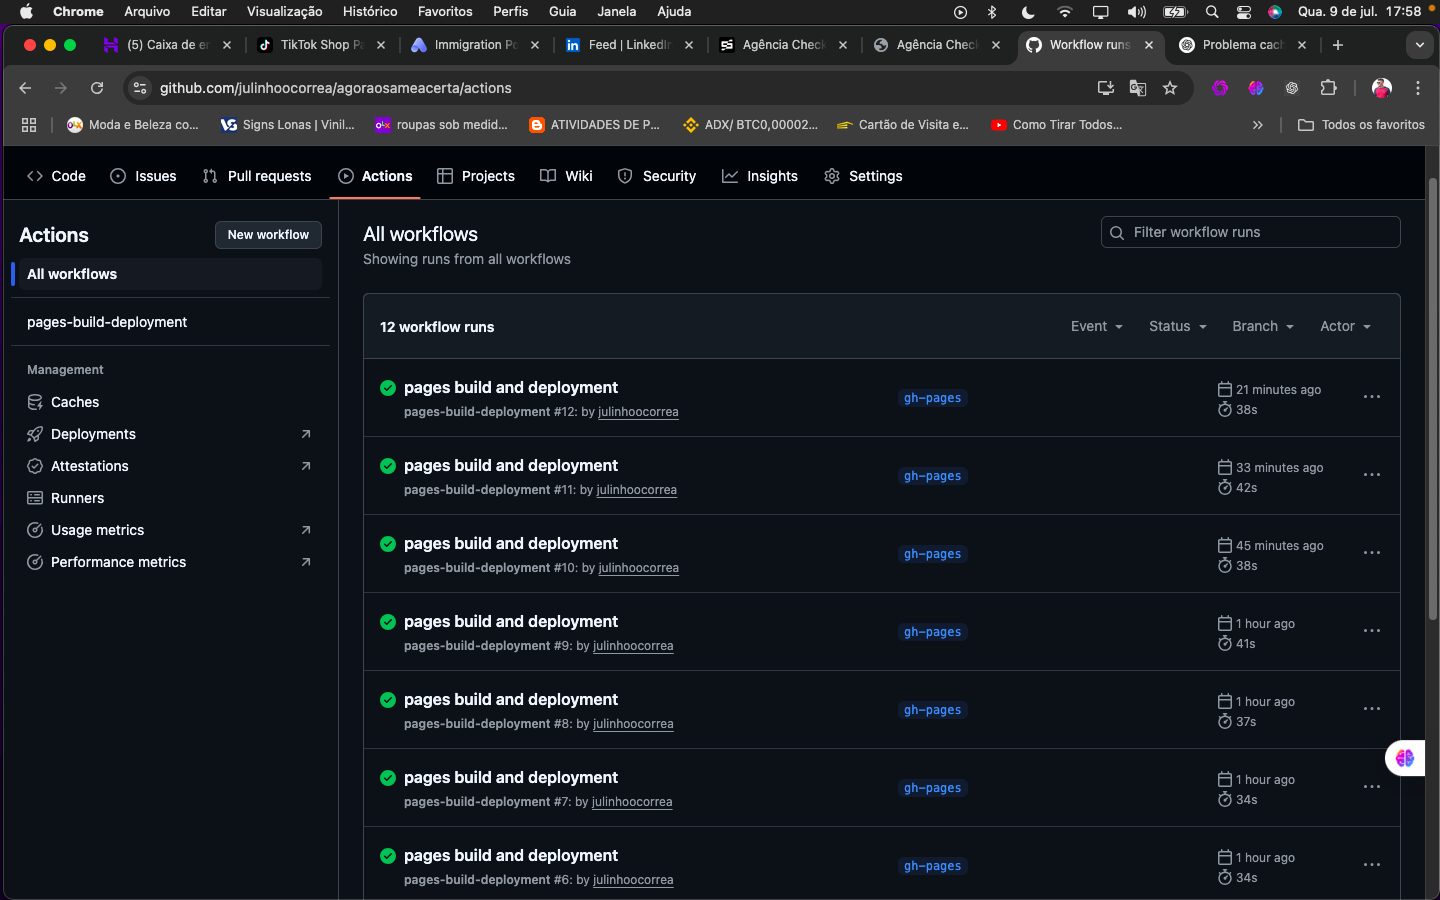 Chrome Arquivo Editar Visualização Histórico Favoritos Perfis Guia Janela Ajuda Qua. 9 de jul. 17:58
(5) Caixa de er TikTok Shop Pa Immigration Po Feed | LinkedIn Agência Check Agência Check Workflow runs Problema cach
github.com/julinhoocorrea/agoraosameacerta/actions
Moda e Beleza co... Signs Lonas | Vinil... roupas sob medid... ATIVIDADES DE P... ADX/ BTC0,00002... Cartão de Visita e... Como Tirar Todos... Todos os favoritos
Code Issues Pull requests Actions Projects Wiki Security Insights Settings
Actions
New workflow
All workflows
pages-build-deployment
Management
Caches
Deployments
Attestations
Runners
Usage metrics
Performance metrics
All workflows
Showing runs from all workflows
Filter workflow runs
12 workflow runs
Event Status Branch Actor
pages build and deployment
pages-build-deployment #12: by julinhoocorrea
gh-pages
21 minutes ago
38s
pages build and deployment
pages-build-deployment #11: by julinhoocorrea
gh-pages
33 minutes ago
42s
pages build and deployment
pages-build-deployment #10: by julinhoocorrea
gh-pages
45 minutes ago
38s
pages build and deployment
pages-build-deployment #9: by julinhoocorrea
gh-pages
1 hour ago
41s
pages build and deployment
pages-build-deployment #8: by julinhoocorrea
gh-pages
1 hour ago
37s
pages build and deployment
pages-build-deployment #7: by julinhoocorrea
gh-pages
1 hour ago
34s
pages build and deployment
pages-build-deployment #6: by julinhoocorrea
gh-pages
1 hour ago
34s